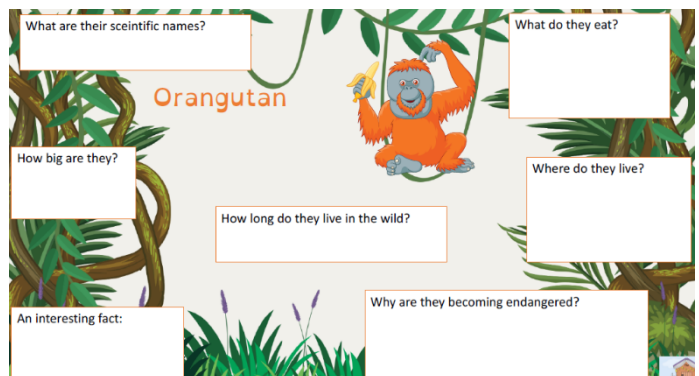 What are their sceintific names?
What do they eat?
Orangutan
How big are they?
Where do they live?
How long do they live in the wild?
Why are they becoming endangered?
An interesting fact: